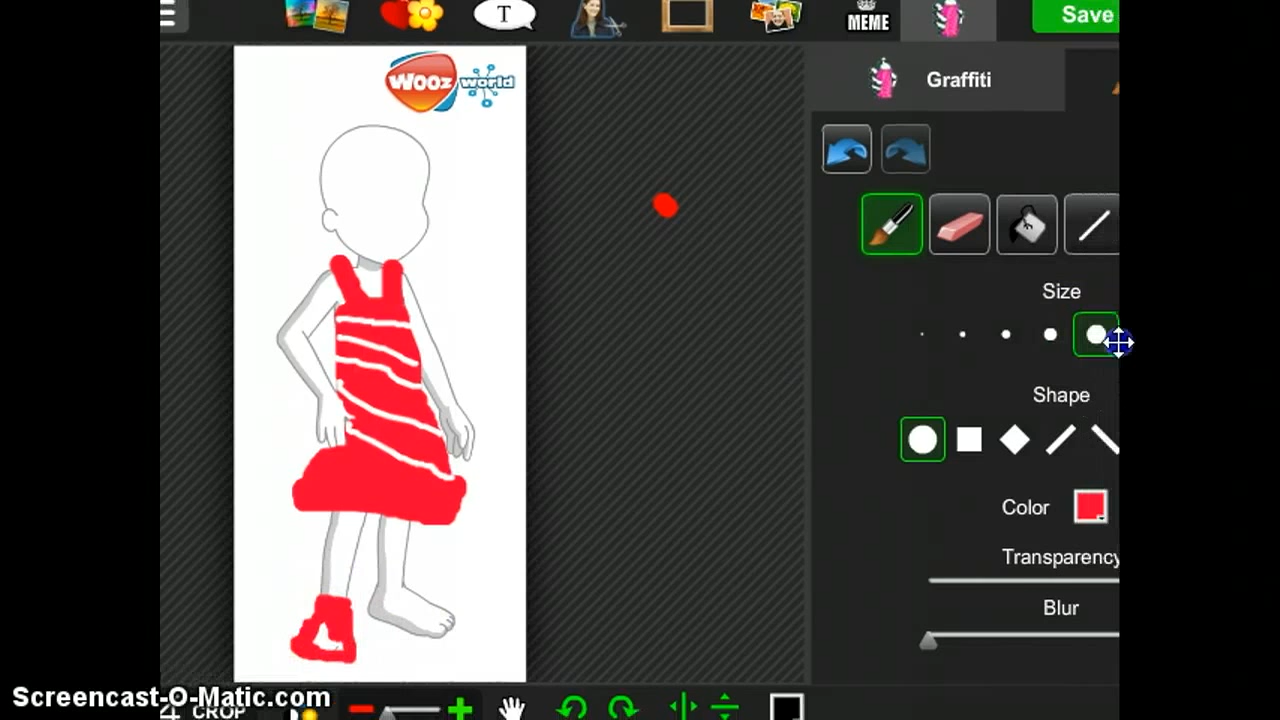 T
MEME
Save
Wooz world
Graffiti
Size
Shape
Color
Transparency
Blur
Screencast-O-Matic.com
CROP